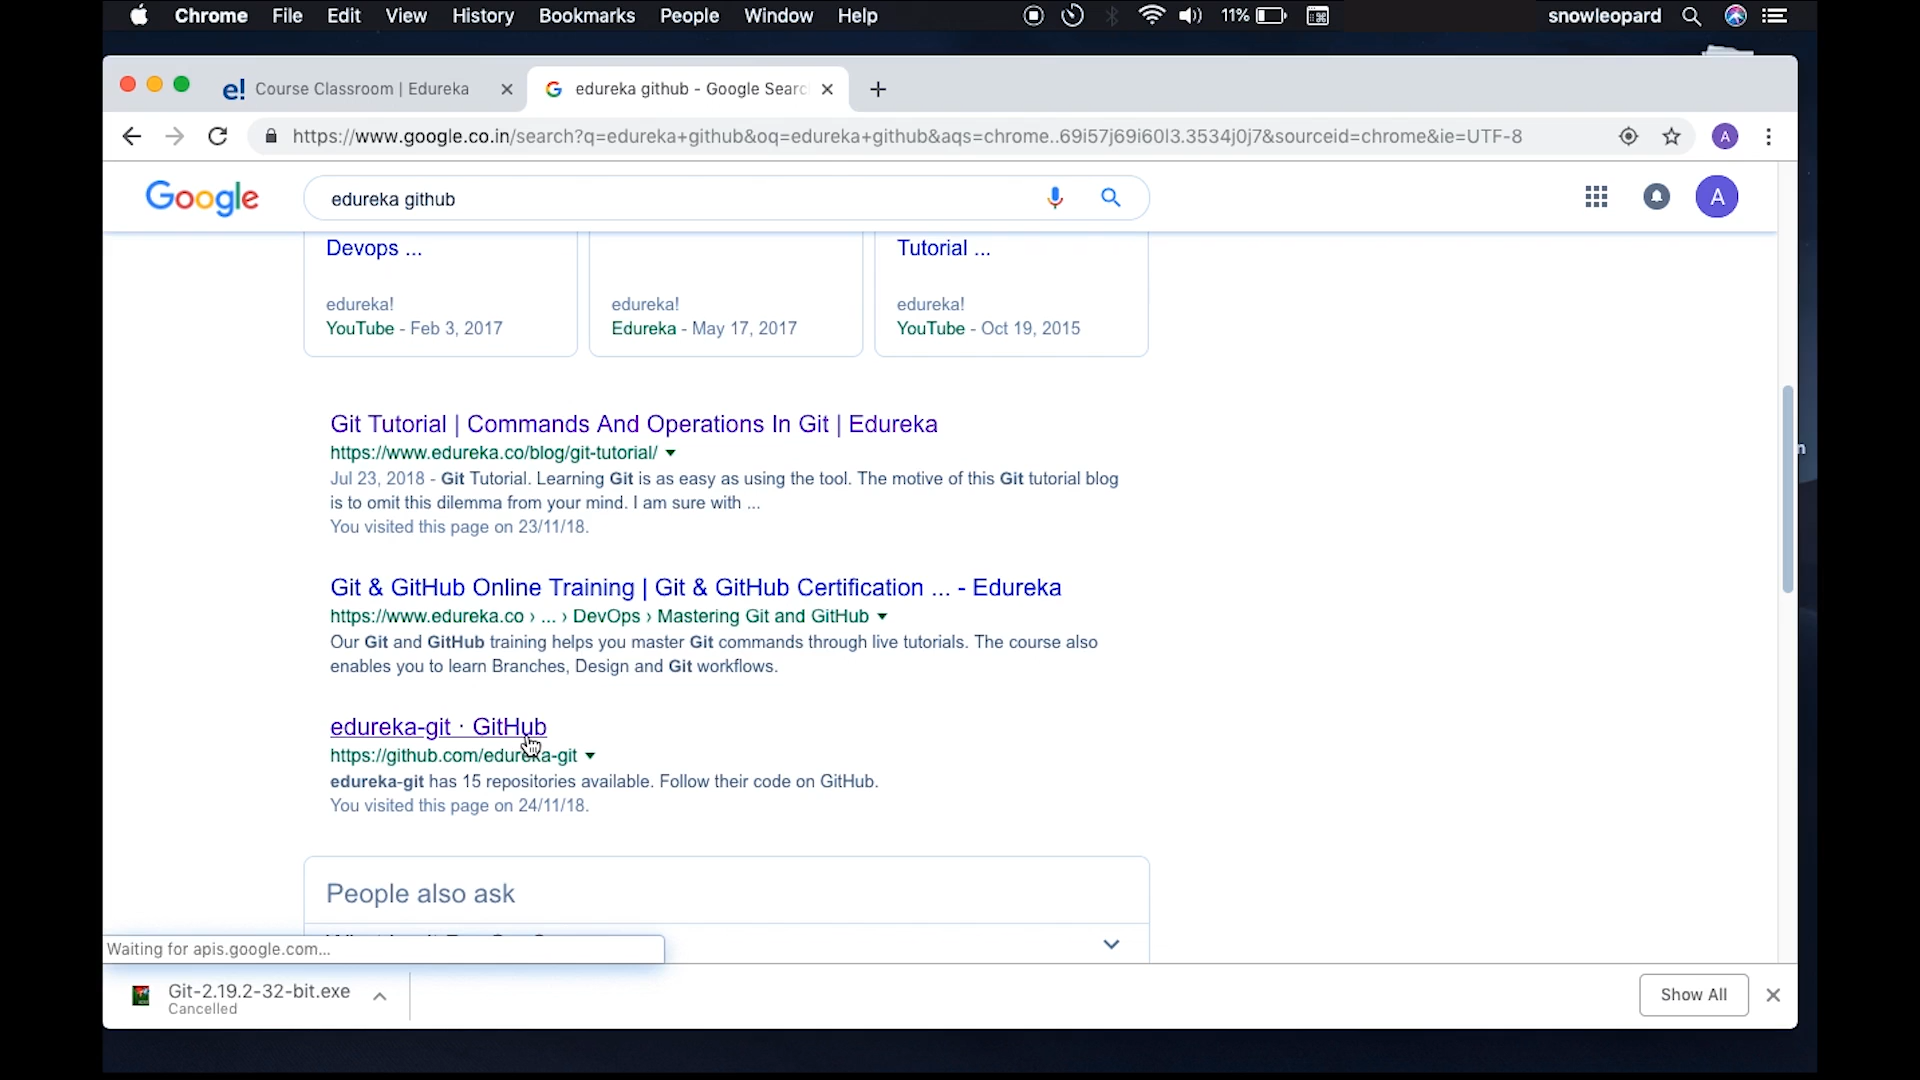 Chrome File Edit View History Bookmarks People Window Help 11% snowleopard
e! Course Classroom | Edureka
edureka github - Google Searc
https://www.google.co.in/search?q=edureka+github&oq=edureka+github&aqs=chrome..69i57j69i60l3.3534j0j7&sourceid=chrome&ie=UTF-8
A
Google
edureka github
A
Devops ...
Tutorial ...
edureka!
edureka!
edureka!
YouTube - Feb 3, 2017
Edureka - May 17, 2017
YouTube - Oct 19, 2015
Git Tutorial | Commands And Operations In Git | Edureka
https://www.edureka.co/blog/git-tutorial/
Jul 23, 2018 - Git Tutorial. Learning Git is as easy as using the tool. The motive of this Git tutorial blog
is to omit this dilemma from your mind. I am sure with ...
You visited this page on 23/11/18.
Git & GitHub Online Training | Git & GitHub Certification ... - Edureka
https://www.edureka.co › ... › DevOps › Mastering Git and GitHub
Our Git and GitHub training helps you master Git commands through live tutorials. The course also
enables you to learn Branches, Design and Git workflows.
edureka-git · GitHub
https://github.com/edureka-git
edureka-git has 15 repositories available. Follow their code on GitHub.
You visited this page on 24/11/18.
People also ask
Waiting for apis.google.com...
Git-2.19.2-32-bit.exe
Cancelled
Show All